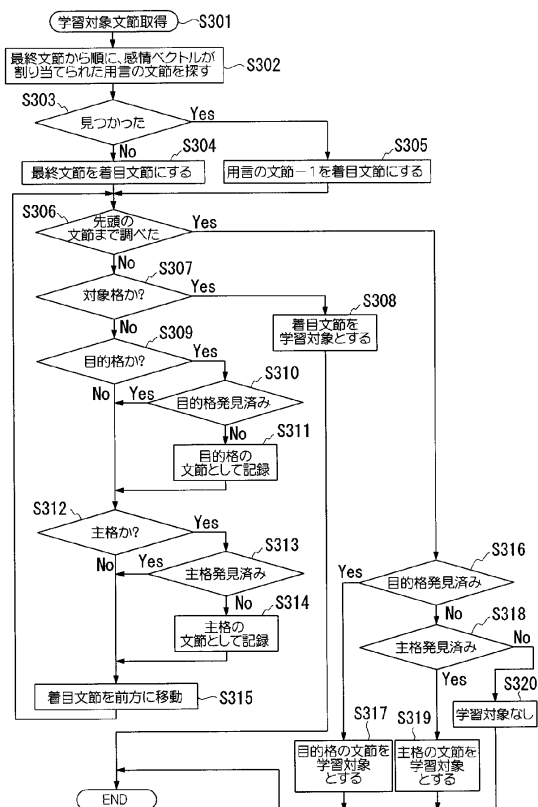 学習対象文節取得
S301
最終文節から順に、感情ベクトルが
割り当てられた用言の文節を探す
S302
S303
見つかった
Yes
No
S304
最終文節を着目文節にする
S305
用言の文節－1を着目文節にする
S306
先頭の
文節まで調べた
Yes
No
S307
対象格か?
Yes
No
S308
着目文節を
学習対象とする
S309
目的格か?
Yes
No
S310
目的格発見済み
Yes
No
S311
目的格の
文節として記録
S312
主格か?
Yes
No
S313
主格発見済み
Yes
No
S314
主格の
文節として記録
着目文節を前方に移動
S315
S316
目的格発見済み
Yes
No
S318
主格発見済み
No
Yes
S320
学習対象なし
S317
目的格の文節を
学習対象
とする
S319
主格の文節を
学習対象
とする
END